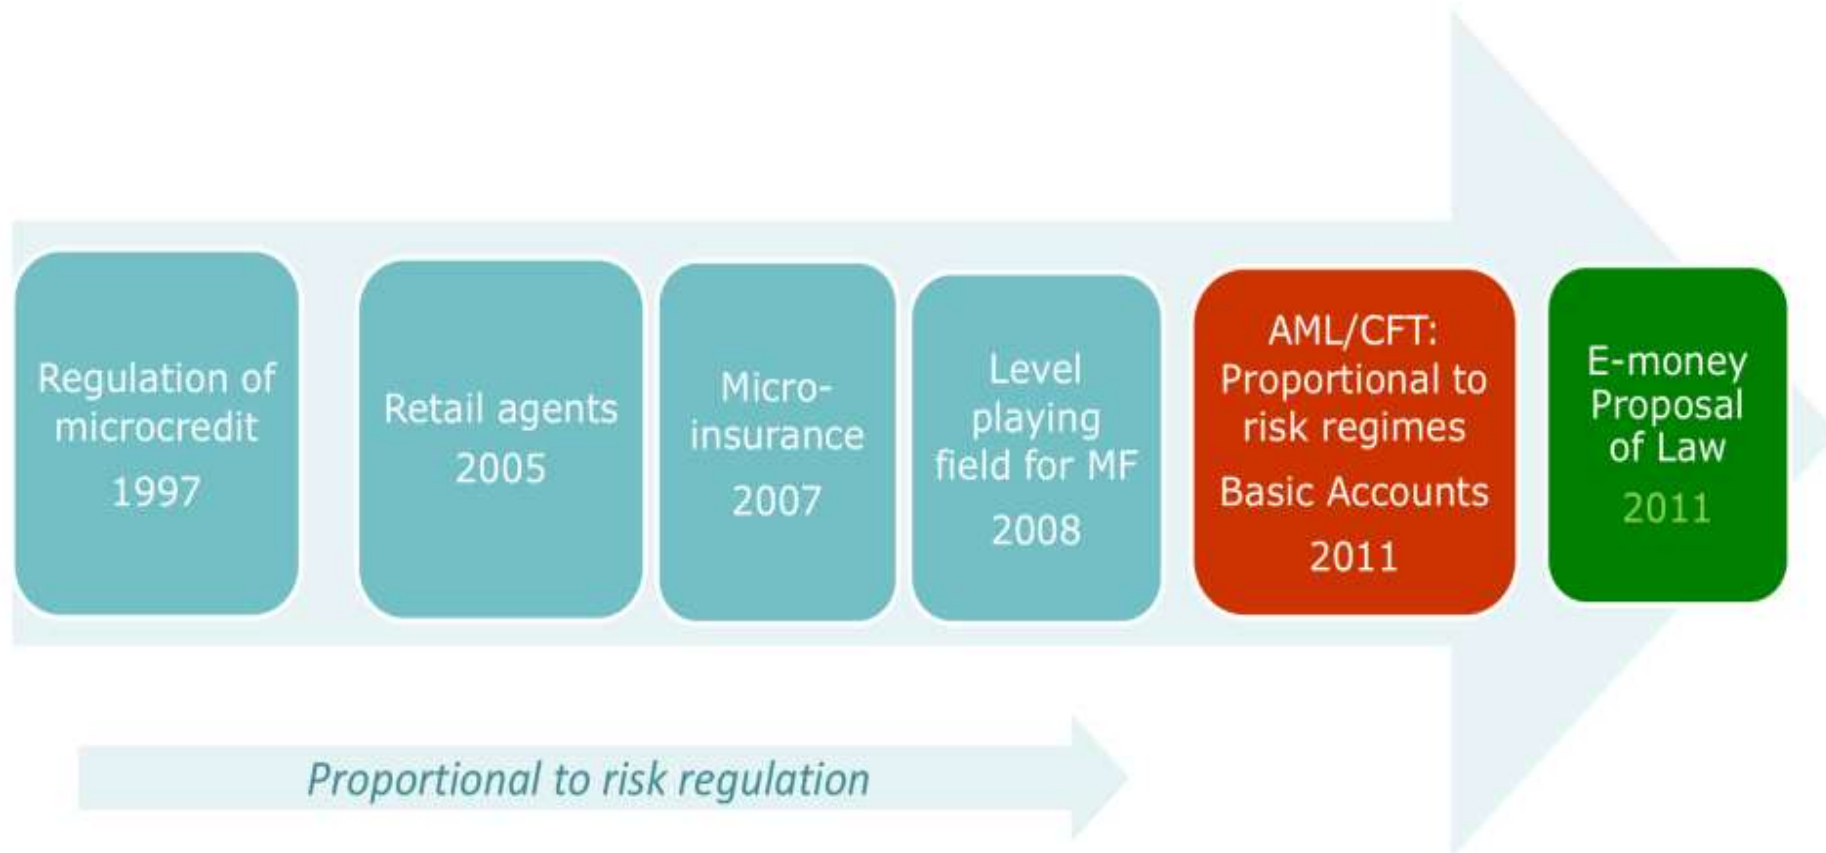 Regulation of
microcredit
1997
Retail agents
2005
Micro-
insurance
2007
Level
playing
field for MF
2008
AML/CFT:
Proportional to
risk regimes
Basic Accounts
2011
E-money
Proposal
of Law
2011
Proportional to risk regulation